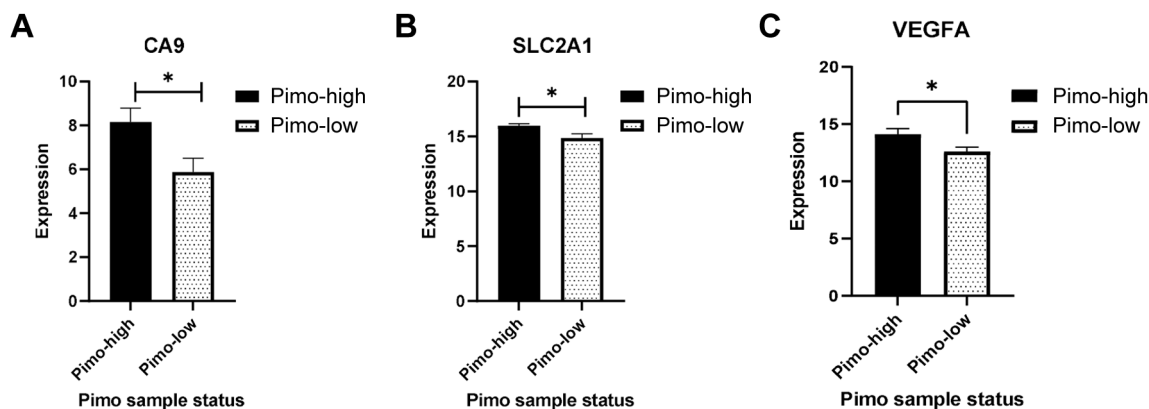 A
CA9
10
8
6
4
2
0
Expression
*
Pimo-high
Pimo-low
Pimo-high
Pimo-low
Pimo sample status
B
SLC2A1
20
15
10
5
0
Expression
*
Pimo-high
Pimo-low
Pimo-high
Pimo-low
Pimo sample status
C
VEGFA
20
15
10
5
0
Expression
*
Pimo-high
Pimo-low
Pimo-high
Pimo-low
Pimo sample status